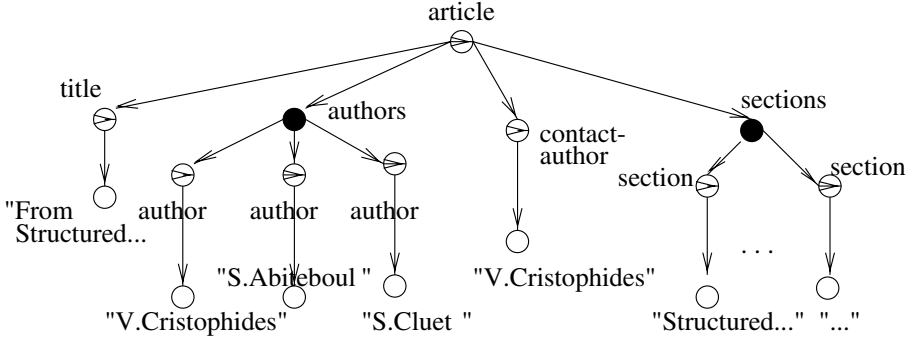 article
title
authors
contact-
author
sections
section
section
"From
Structured...
author
author
author
"S.Abiteboul "
"V.Cristophides"
. . .
"V.Cristophides"
"S.Cluet "
"Structured..."
"..."